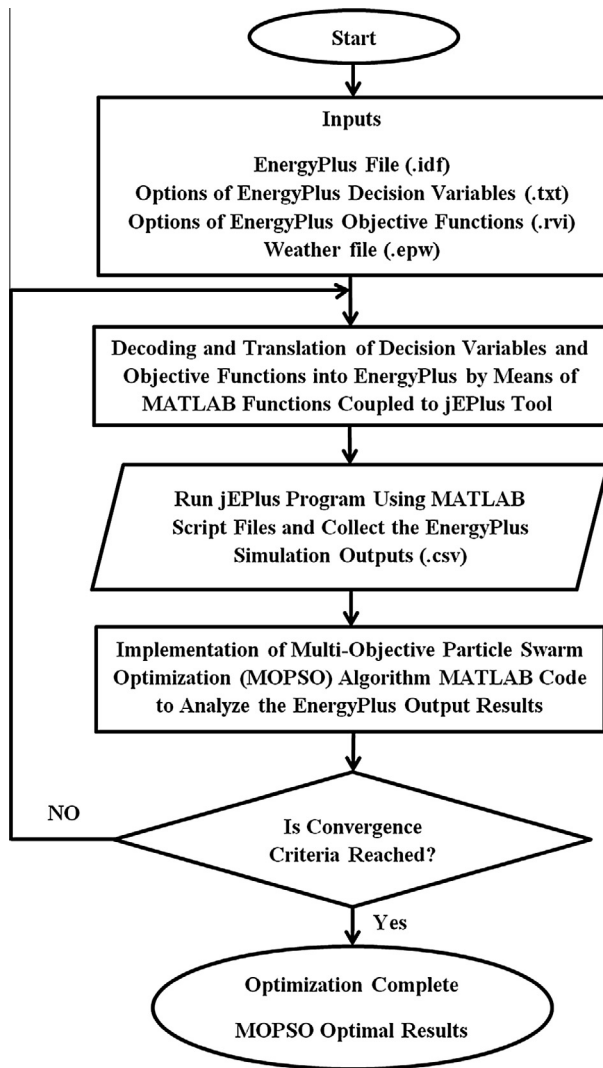 Start
Inputs
EnergyPlus File (.idf)
Options of EnergyPlus Decision Variables (.txt)
Options of EnergyPlus Objective Functions (.rvi)
Weather file (.epw)
Decoding and Translation of Decision Variables and
Objective Functions into EnergyPlus by Means of
MATLAB Functions Coupled to jEPlus Tool
Run jEPlus Program Using MATLAB
Script Files and Collect the EnergyPlus
Simulation Outputs (.csv)
Implementation of Multi-Objective Particle Swarm
Optimization (MOPSO) Algorithm MATLAB Code
to Analyze the EnergyPlus Output Results
NO
Is Convergence
Criteria Reached?
Yes
Optimization Complete
MOPSO Optimal Results